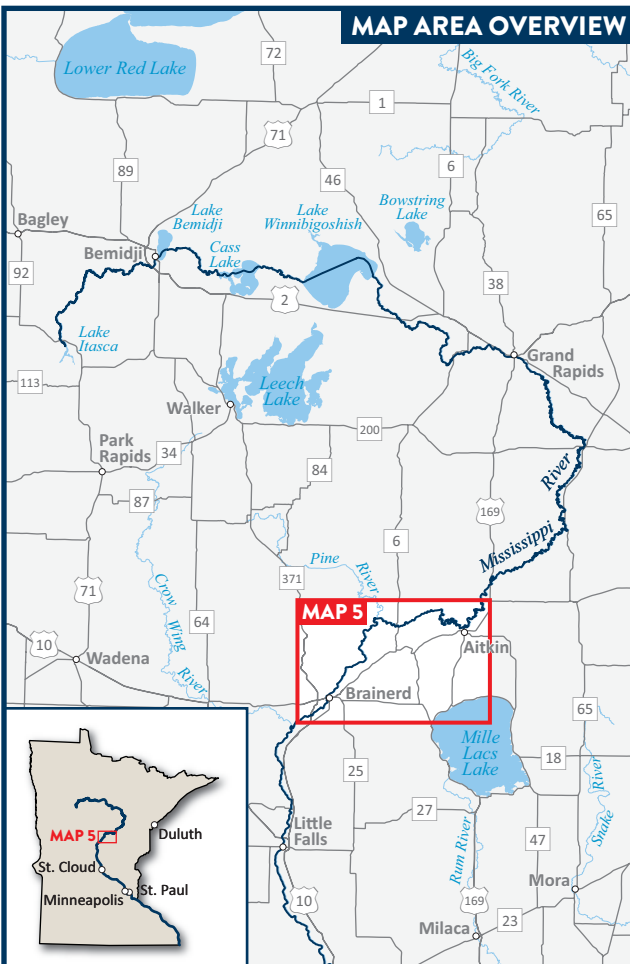 MAP AREA OVERVIEW
Lower Red Lake
72
Big Fork River
1
71
89
46
6
Bowstring
Lake
65
Lake
Bemidji
Lake
Winnibigoshish
Bagley
Bemidji
Cass
Lake
92
2
38
Lake
Itasca
Grand
Rapids
113
Leech
Lake
Walker
200
Park
Rapids
34
84
87
169
River
Mississippi
6
Pine
River
371
71
Crow
Wing
River
64
MAP 5
10
Wadena
Aitkin
Brainerd
65
Mille
Lacs
Lake
18
25
River
Snake
27
Little
Falls
Rum River
47
Mora
10
169
23
Milaca
MAP 5
Duluth
St. Cloud
St. Paul
Minneapolis